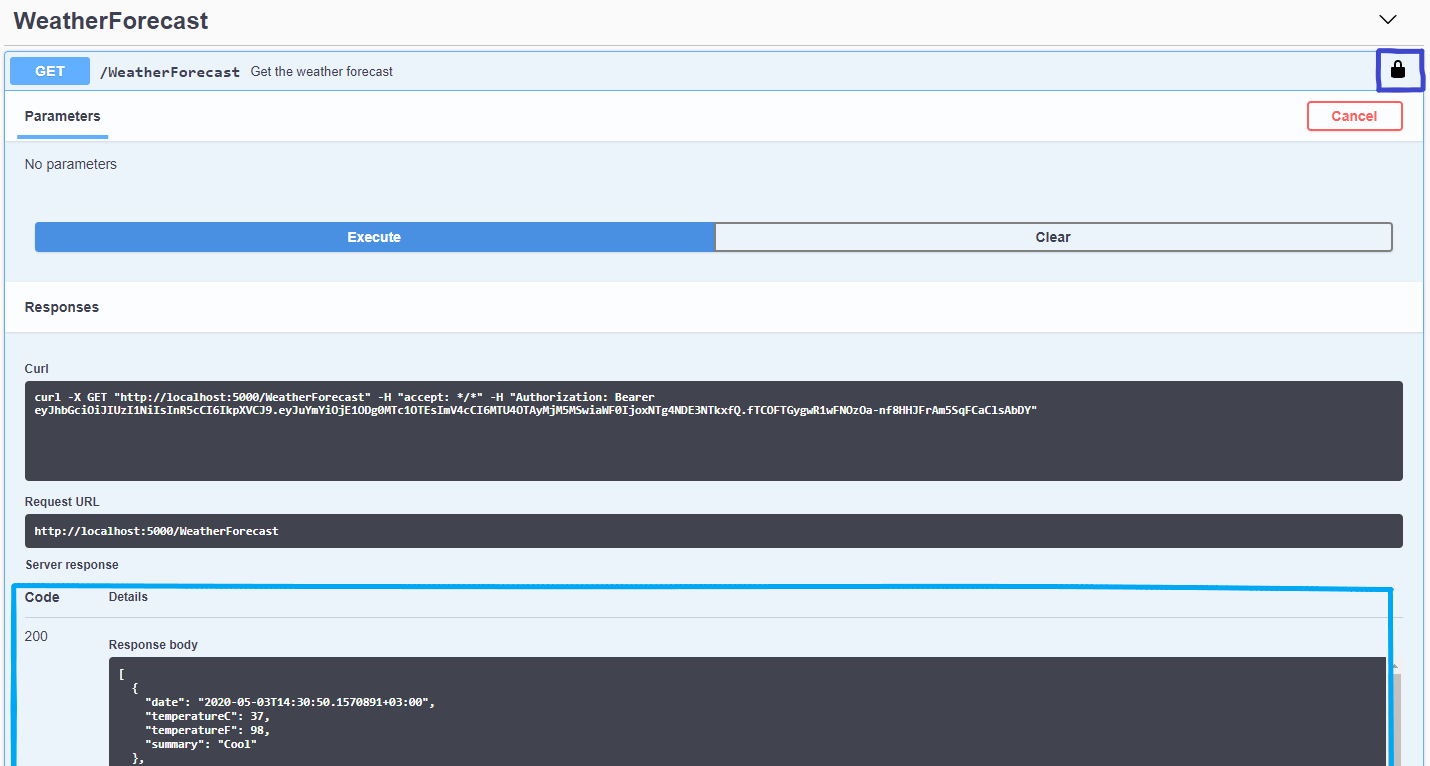 WeatherForecast
GET /WeatherForecast Get the weather forecast
Parameters
Cancel
No parameters
Execute
Clear
Responses
Curl
curl -X GET "http://localhost:5000/WeatherForecast" -H "accept: */*" -H "Authorization: Bearer
eyJhbGciOiJIUzI1NiIsInR5cCI6IkpXVCJ9.eyJuYmYiOjE1ODg0MTc1OTEsImV4cCI6MTU4OTAyMjM5MSwiaWF0IjoxNTg4NDE3NTkxfQ.fTCOFTGygwR1wFNOzOa-nf8HHJFrAm5SqFCaClsAbDY"
Request URL
http://localhost:5000/WeatherForecast
Server response
Code Details
200
Response body
[
{
"date": "2020-05-03T14:30:50.1570891+03:00",
"temperatureC": 37,
"temperatureF": 98,
"summary": "Cool"
},